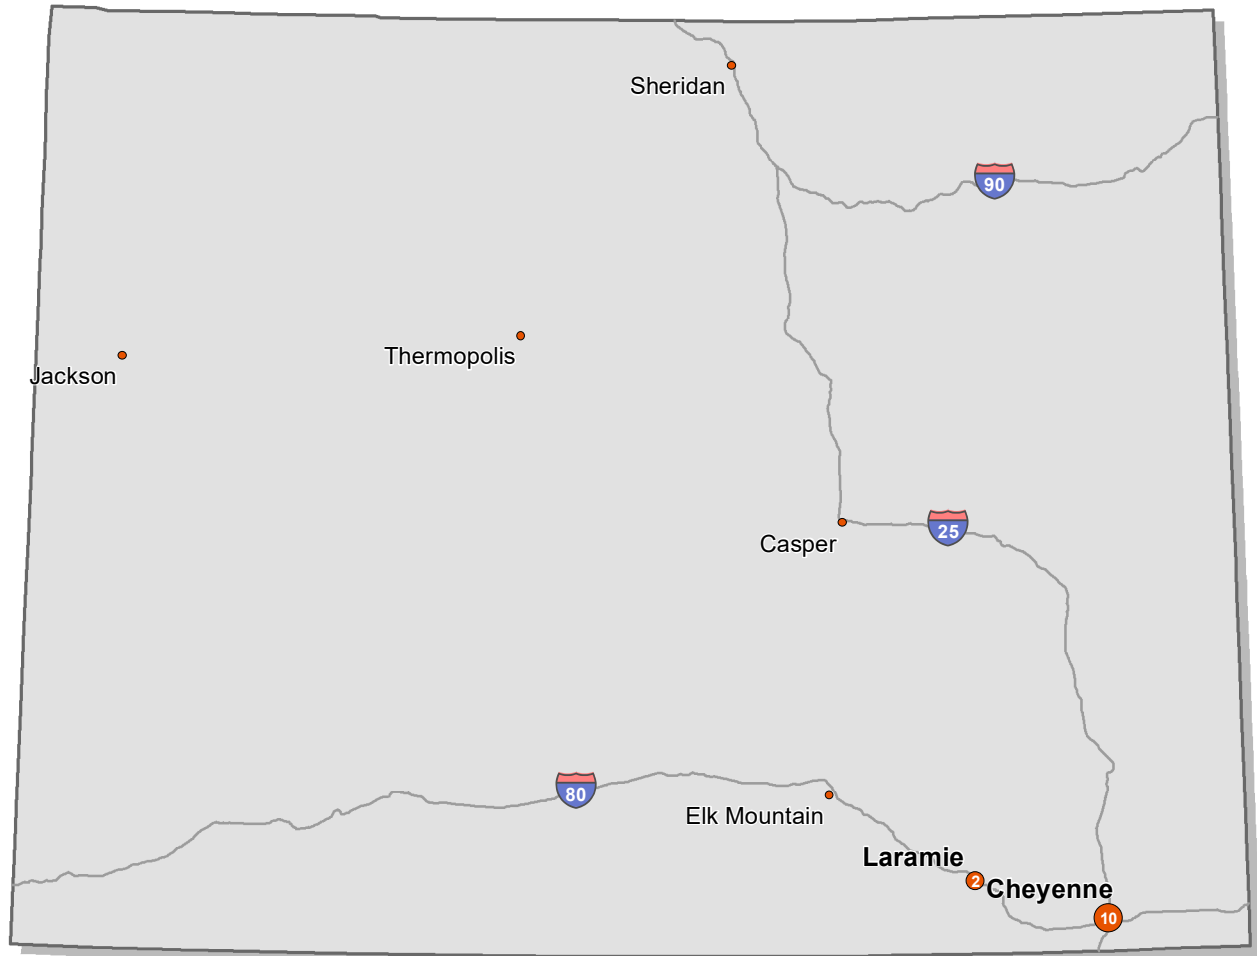 Sheridan
90
Thermopolis
Jackson
25
Casper
80
Elk Mountain
Laramie
2
Cheyenne
10